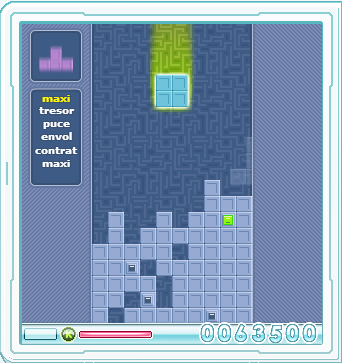 maxi
tresor
puce
envol
contrat
maxi
0063500